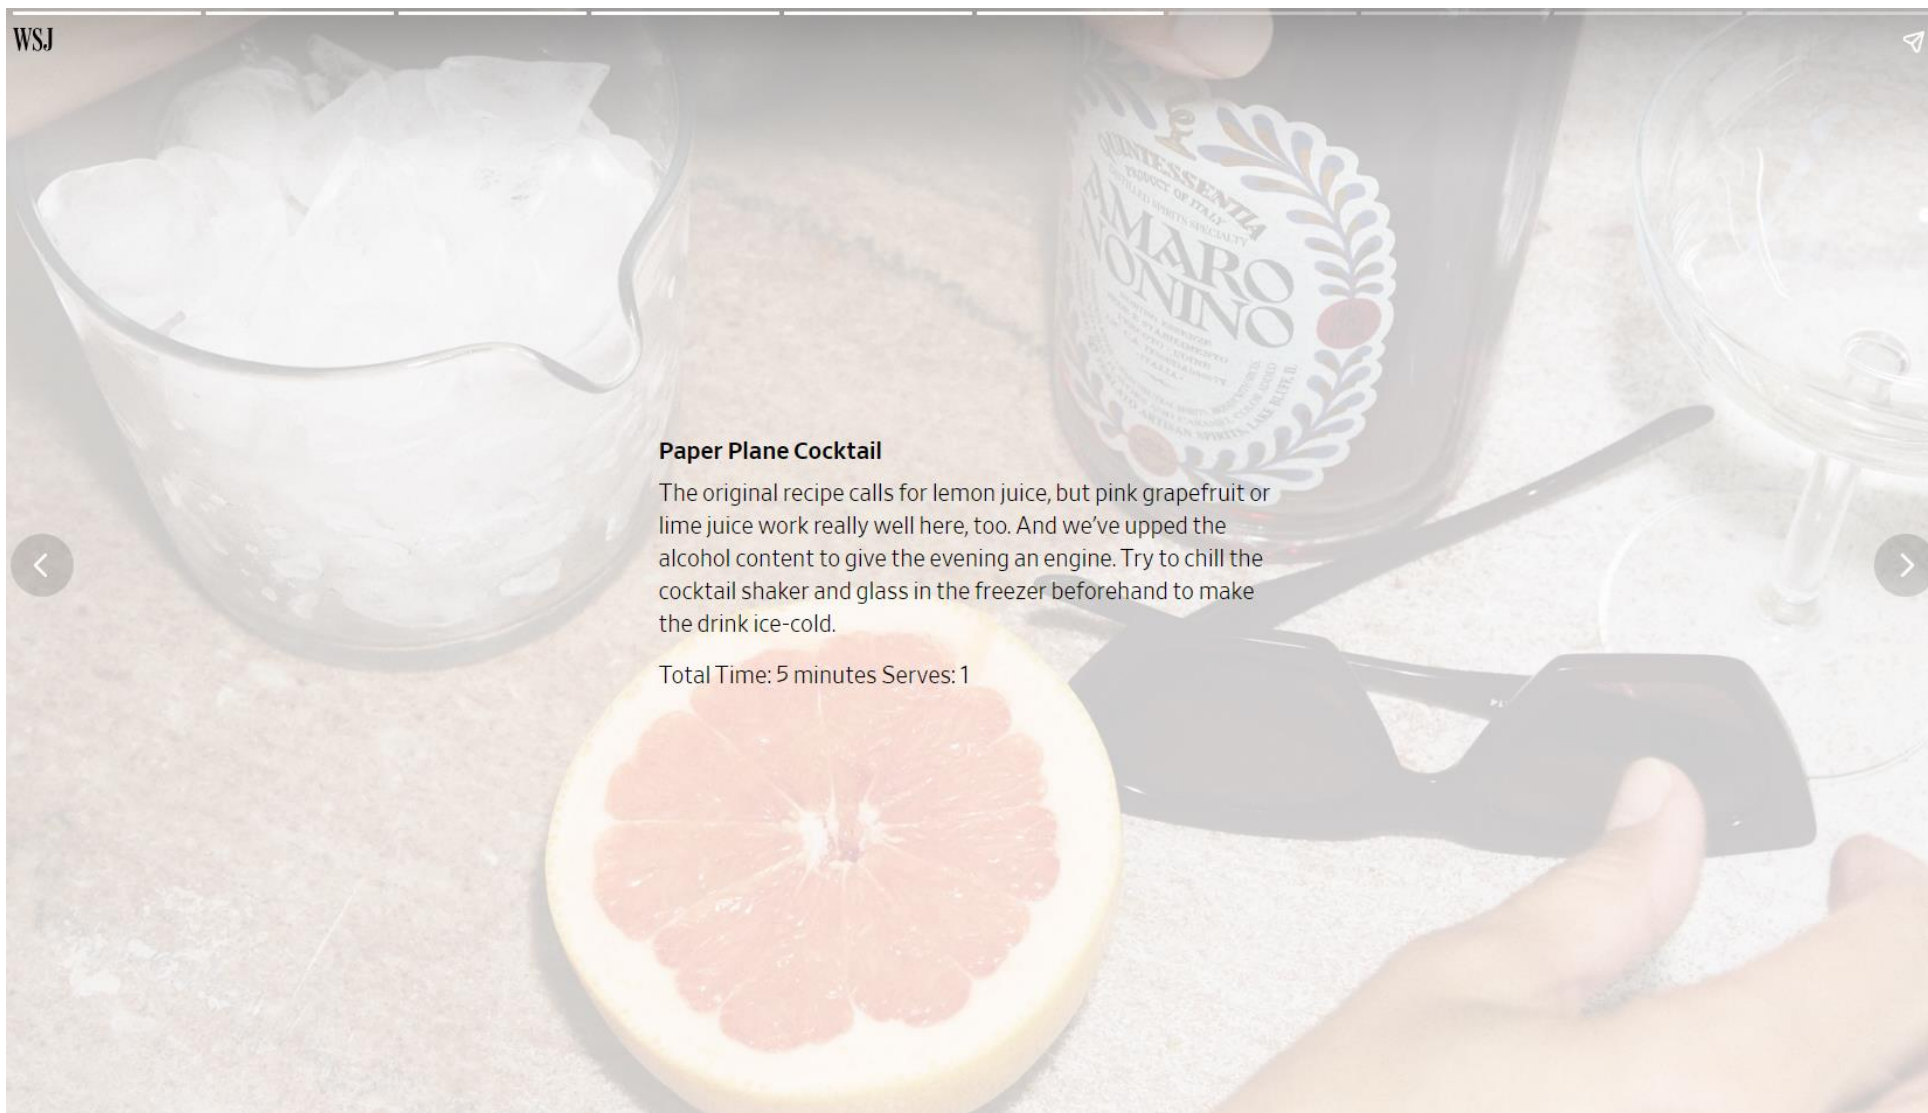 WSJ
QUINTESSENTIA
PRODUCT OF ITALY
DISTILLED SPIRITS SPECIALTY
AMARO
NONINO
Paper Plane Cocktail
The original recipe calls for lemon juice, but pink grapefruit or
lime juice work really well here, too. And we’ve upped the
alcohol content to give the evening an engine. Try to chill the
cocktail shaker and glass in the freezer beforehand to make
the drink ice-cold.
Total Time: 5 minutes Serves: 1